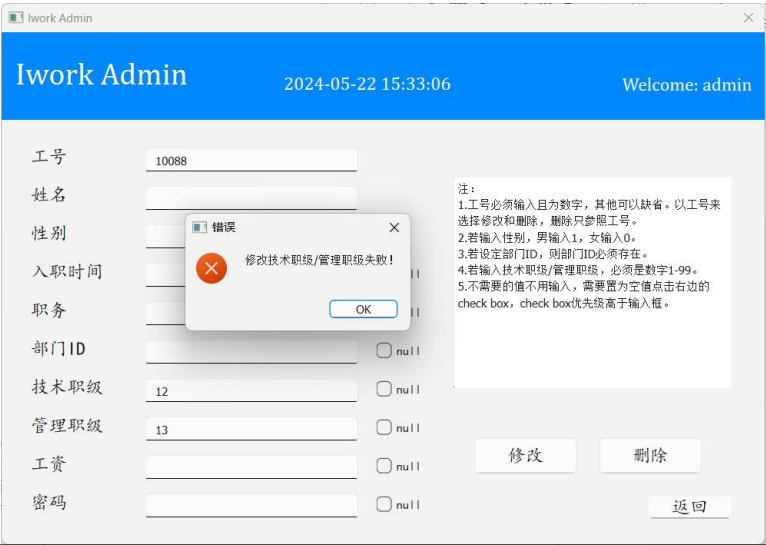 Iwork Admin
Iwork Admin
2024-05-22 15:33:06
Welcome: admin
工号
10088
姓名
性别
入职时间
职务
部门ID
null
技术职级
12
null
管理职级
13
null
工资
null
密码
null
错误
修改技术职级/管理职级失败!
OK
注:
1.工号必须输入且为数字,其他可以缺省。以工号来
选择修改和删除,删除只参照工号。
2.若输入性别,男输入1,女输入0。
3.若设定部门ID,则部门ID必须存在。
4.若输入技术职级/管理职级,必须是数字1-99。
5.不需要的值不用输入,需要置为空值点击右边的
check box,check box优先级高于输入框。
修改
删除
返回